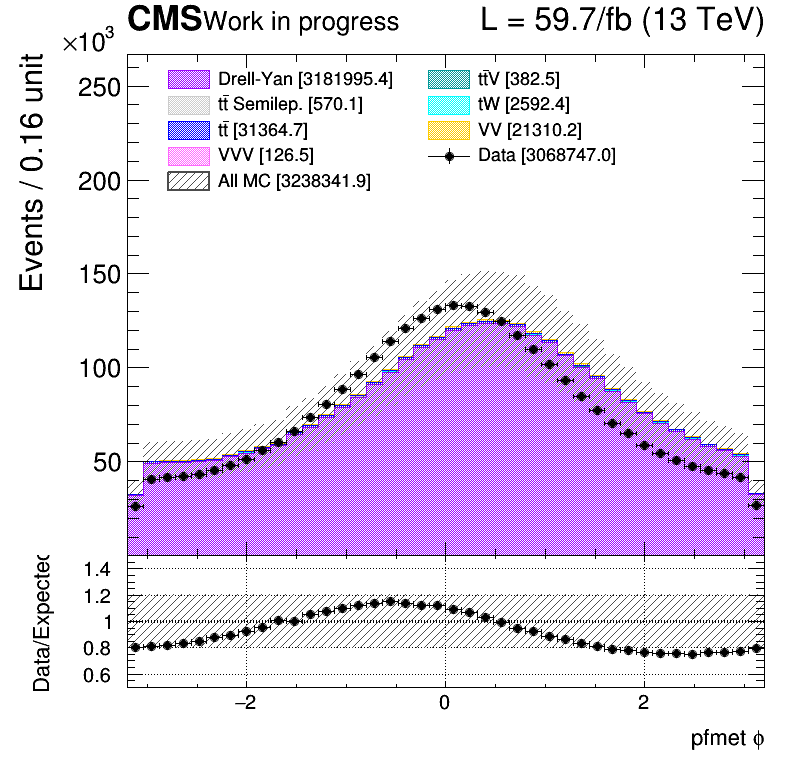 CMS Work in progress L = 59.7/fb (13 TeV)
×10³
Events / 0.16 unit
250
200
150
100
50
Drell-Yan [3181995.4]
tt̄ Semilep. [570.1]
tt̄ [31364.7]
VVV [126.5]
All MC [3238341.9]
tt̄V [382.5]
tW [2592.4]
VV [21310.2]
Data [3068747.0]
Data/Expected
1.4
1.2
1
0.8
0.6
−2 0 2
pfmet ϕ